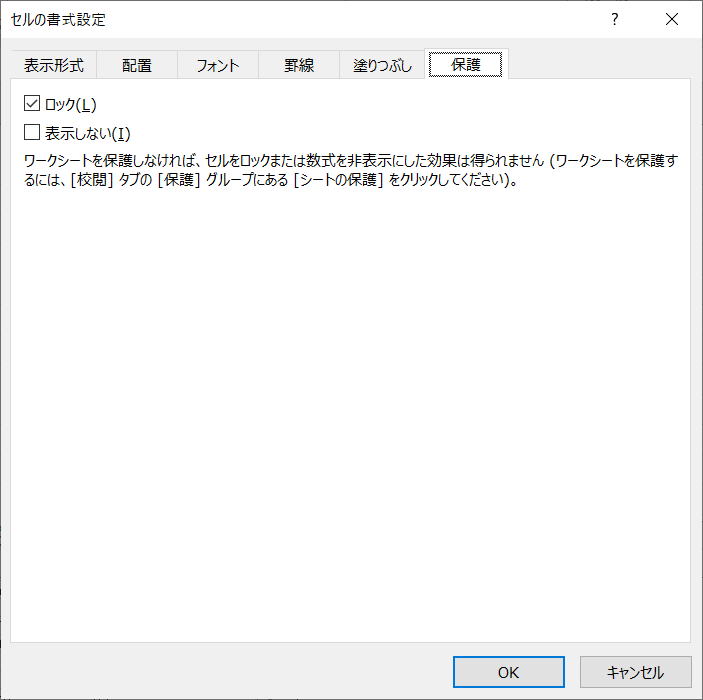 セルの書式設定
?
表示形式 配置 フォント 罫線 塗りつぶし 保護
ロック(L)
表示しない(I)
ワークシートを保護しなければ、セルをロックまたは数式を非表示にした効果は得られません (ワークシートを保護す
るには、[校閲] タブの [保護] グループにある [シートの保護] をクリックしてください)。
OK キャンセル